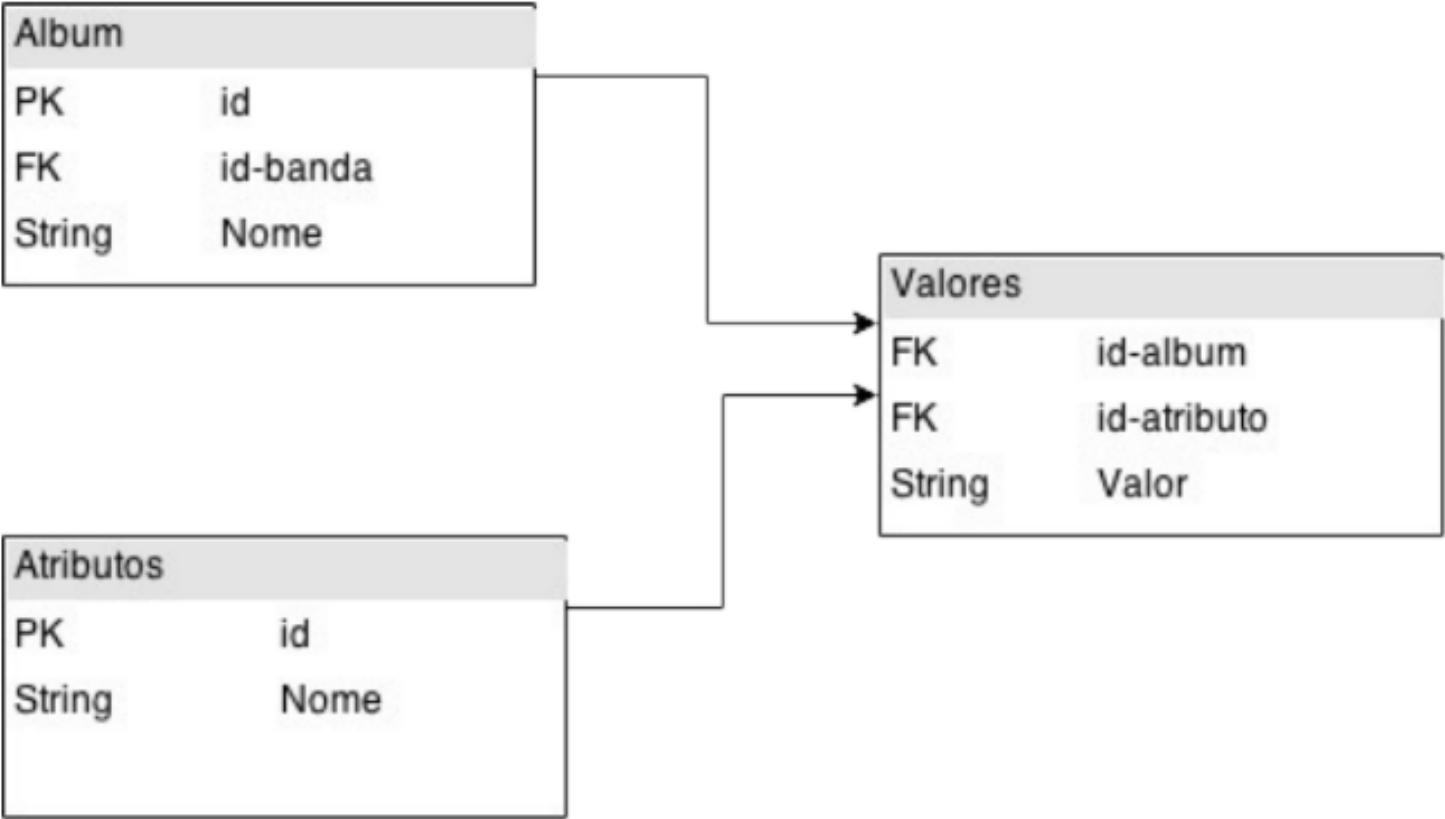 Album
PK id
FK id-banda
String Nome
Valores
FK id-album
FK id-atributo
String Valor
Atributos
PK id
String Nome